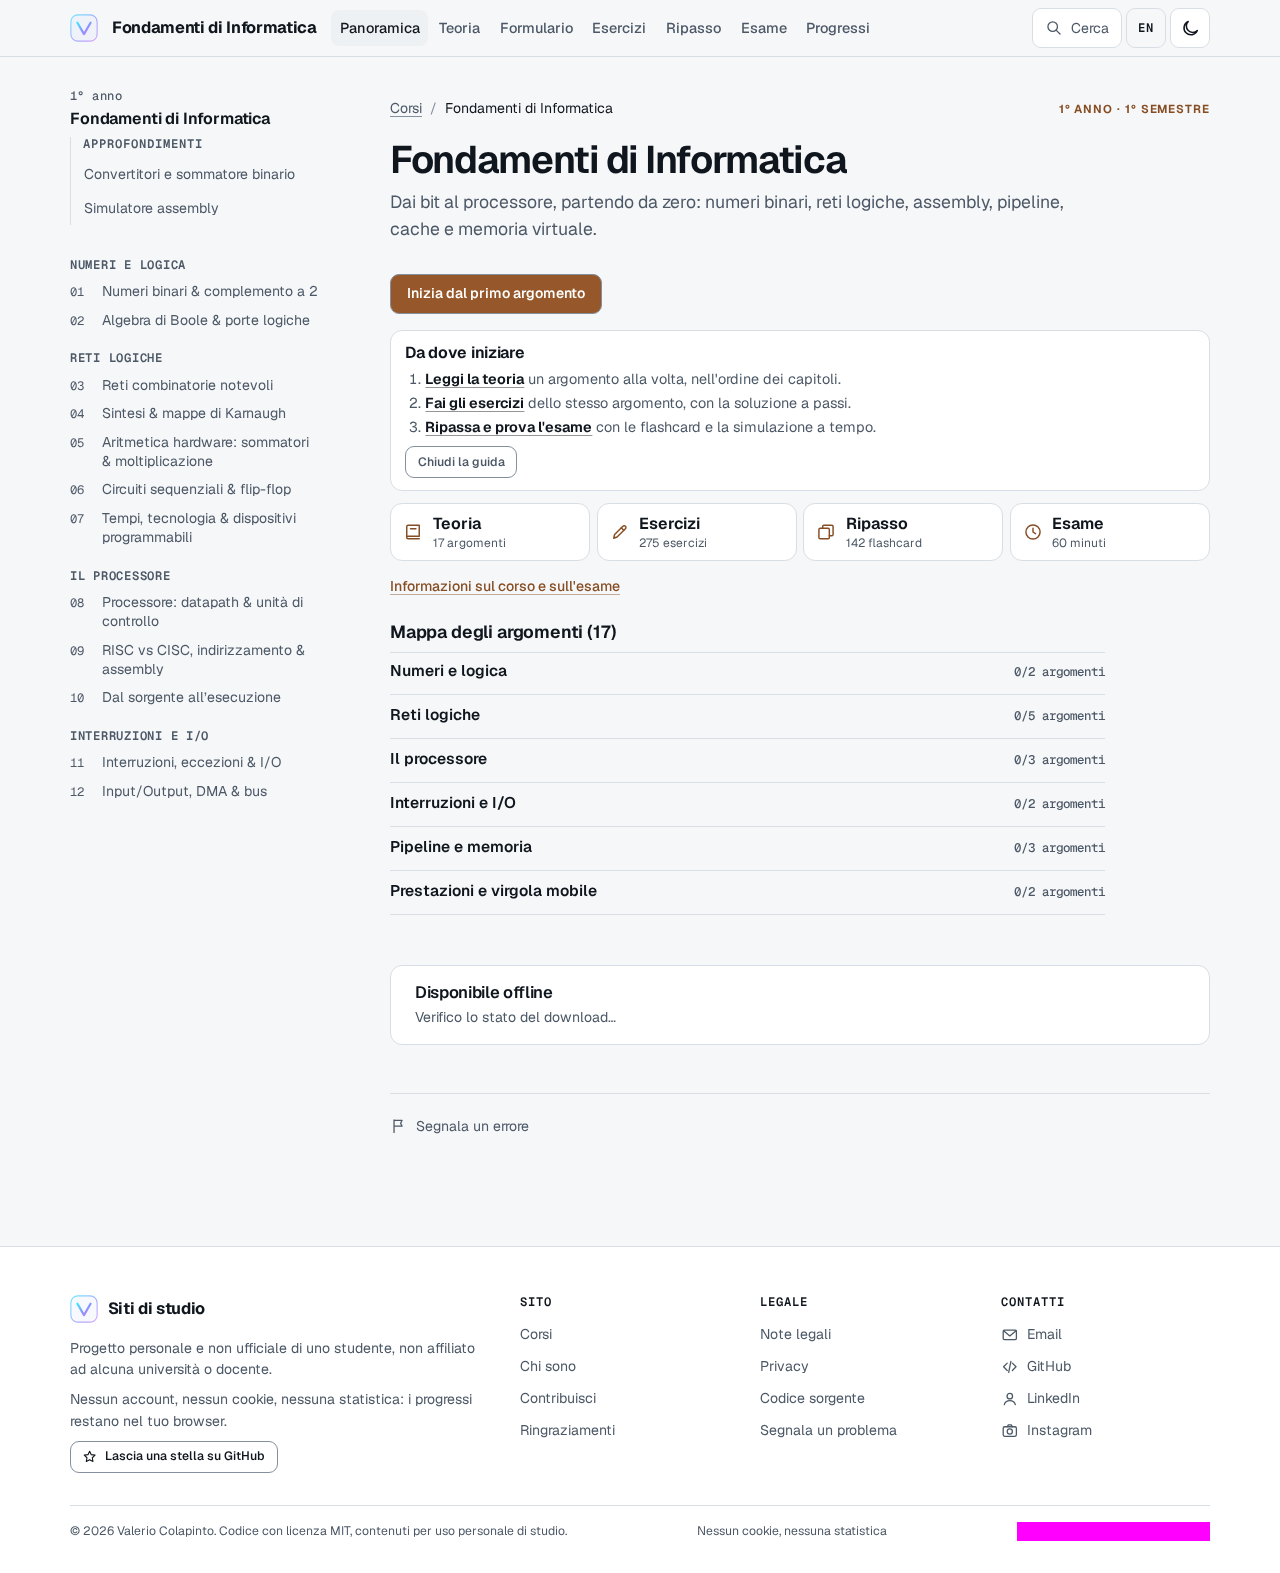 Fondamenti di Informatica
Panoramica
Teoria
Formulario
Esercizi
Ripasso
Esame
Progressi
Cerca
EN
1° anno
Fondamenti di Informatica
APPROFONDIMENTI
Convertitori e sommatore binario
Simulatore assembly
NUMERI E LOGICA
01 Numeri binari & complemento a 2
02 Algebra di Boole & porte logiche
RETI LOGICHE
03 Reti combinatorie notevoli
04 Sintesi & mappe di Karnaugh
05 Aritmetica hardware: sommatori
& moltiplicazione
06 Circuiti sequenziali & flip-flop
07 Tempi, tecnologia & dispositivi
programmabili
IL PROCESSORE
08 Processore: datapath & unità di
controllo
09 RISC vs CISC, indirizzamento &
assembly
10 Dal sorgente all'esecuzione
INTERRUZIONI E I/O
11 Interruzioni, eccezioni & I/O
12 Input/Output, DMA & bus
Corsi / Fondamenti di Informatica
1° ANNO · 1° SEMESTRE
Fondamenti di Informatica
Dai bit al processore, partendo da zero: numeri binari, reti logiche, assembly, pipeline,
cache e memoria virtuale.
Inizia dal primo argomento
Da dove iniziare
1. Leggi la teoria un argomento alla volta, nell'ordine dei capitoli.
2. Fai gli esercizi dello stesso argomento, con la soluzione a passi.
3. Ripassa e prova l'esame con le flashcard e la simulazione a tempo.
Chiudi la guida
Teoria
17 argomenti
Esercizi
275 esercizi
Ripasso
142 flashcard
Esame
60 minuti
Informazioni sul corso e sull'esame
Mappa degli argomenti (17)
Numeri e logica 0/2 argomenti
Reti logiche 0/5 argomenti
Il processore 0/3 argomenti
Interruzioni e I/O 0/2 argomenti
Pipeline e memoria 0/3 argomenti
Prestazioni e virgola mobile 0/2 argomenti
Disponibile offline
Verifico lo stato del download…
Segnala un errore
Siti di studio
Progetto personale e non ufficiale di uno studente, non affiliato
ad alcuna università o docente.
Nessun account, nessun cookie, nessuna statistica: i progressi
restano nel tuo browser.
Lascia una stella su GitHub
SITO
Corsi
Chi sono
Contribuisci
Ringraziamenti
LEGALE
Note legali
Privacy
Codice sorgente
Segnala un problema
CONTATTI
Email
GitHub
LinkedIn
Instagram
© 2026 Valerio Colapinto. Codice con licenza MIT, contenuti per uso personale di studio.
Nessun cookie, nessuna statistica